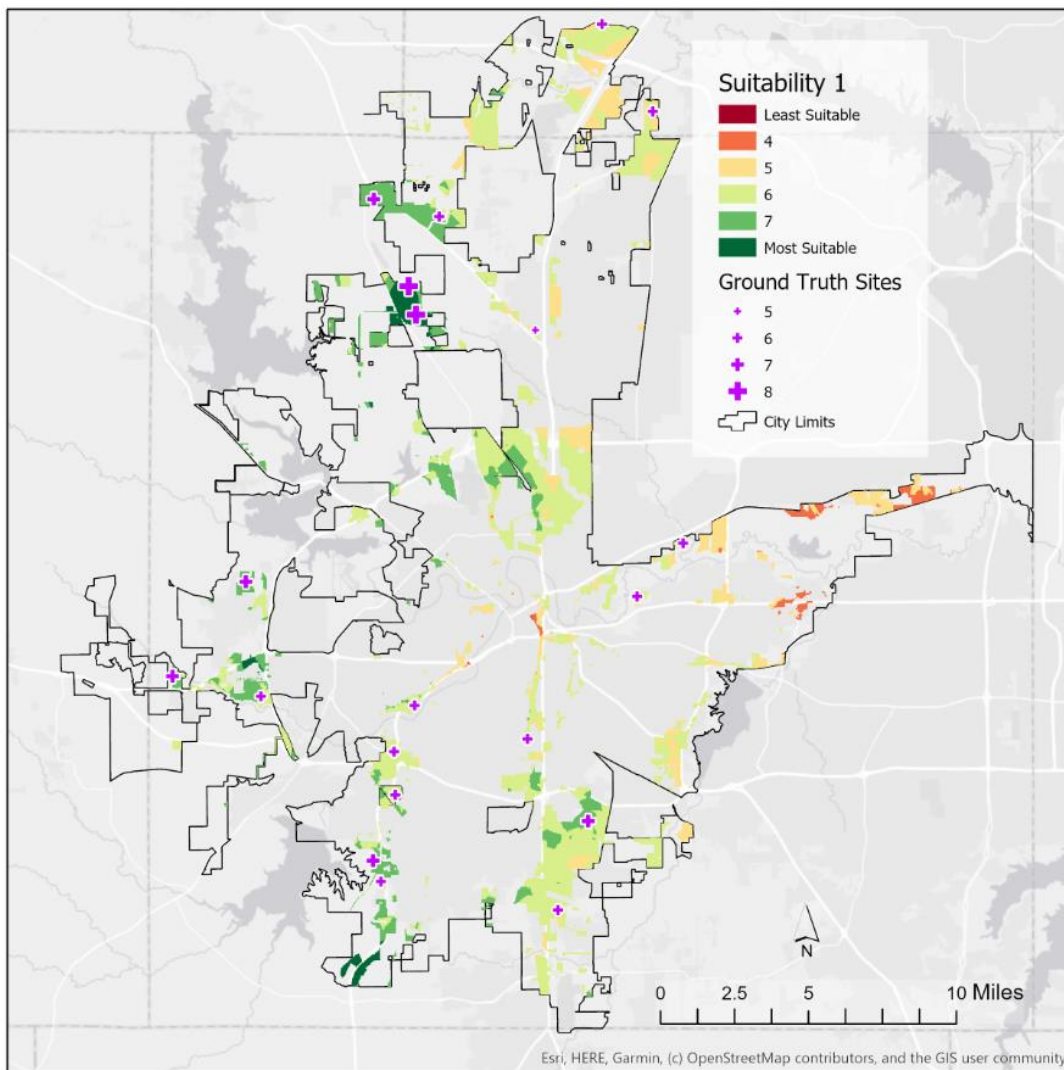 Suitability 1
Least Suitable
4
5
6
7
Most Suitable
Ground Truth Sites
5
6
7
8
City Limits
N
0 2.5 5 10 Miles
Esri, HERE, Garmin, (c) OpenStreetMap contributors, and the GIS user community